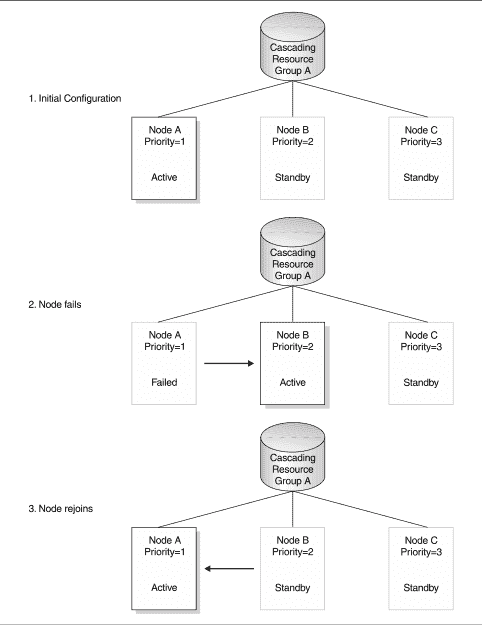 Cascading
Resource
Group A
1. Initial Configuration
Node A
Priority=1
Active
Node B
Priority=2
Standby
Node C
Priority=3
Standby
Cascading
Resource
Group A
2. Node fails
Node A
Priority=1
Failed
Node B
Priority=2
Active
Node C
Priority=3
Standby
Cascading
Resource
Group A
3. Node rejoins
Node A
Priority=1
Active
Node B
Priority=2
Standby
Node C
Priority=3
Standby